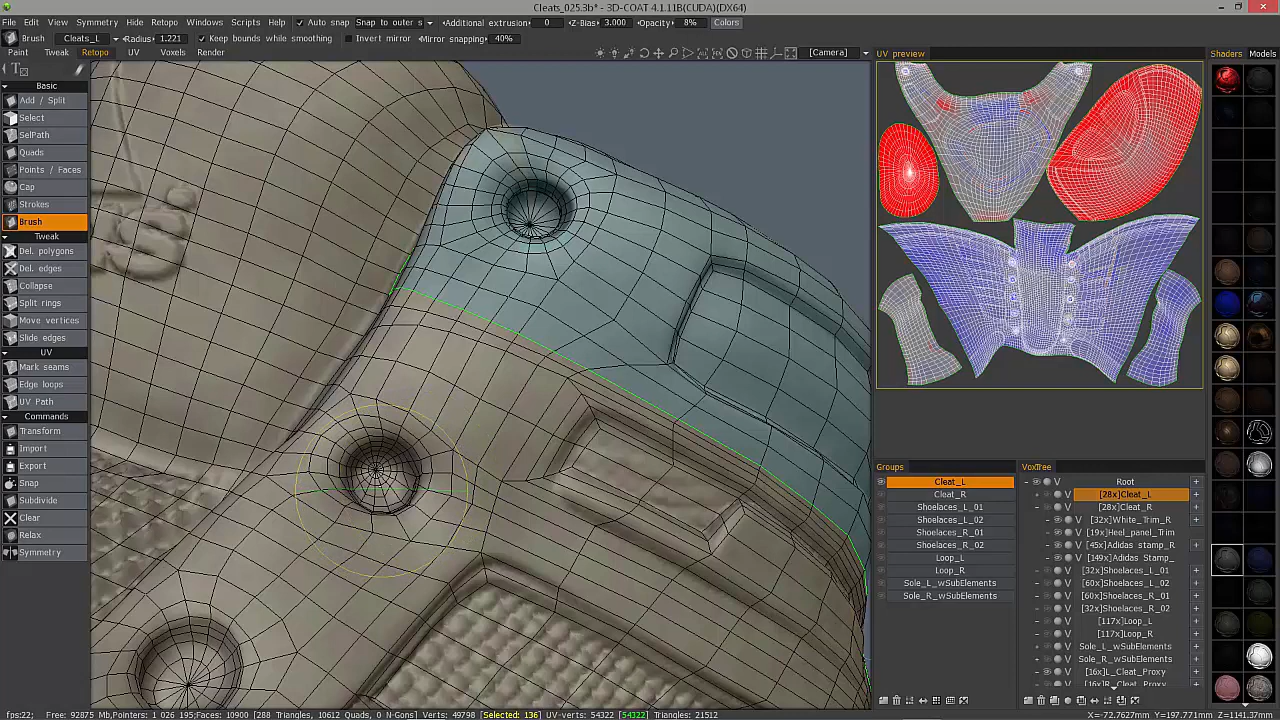 Cleats_025.3b* - 3D-COAT 4.1.11B(CUDA)(DX64)
File Edit View Symmetry Hide Retopo Windows Scripts Help Auto snap Snap to outer s Additional extrusion 0 Z-Bias 3.000 Opacity 8% Colors
Brush Cleats_L Radius 1.221 Keep bounds while smoothing Invert mirror Mirror snapping 40%
Paint Tweak Retopo UV Voxels Render [Camera] UV preview Shaders Models
Basic
Add / Split
Select
SelPath
Quads
Points / Faces
Cap
Strokes
Brush
Tweak
Del. polygons
Del. edges
Collapse
Split rings
Move vertices
Slide edges
UV
Mark seams
Edge loops
UV Path
Commands
Transform
Import
Export
Snap
Subdivide
Clear
Relax
Symmetry
Groups
Cleat_L
Cleat_R
Shoelaces_L_01
Shoelaces_L_02
Shoelaces_R_01
Shoelaces_R_02
Loop_L
Loop_R
Sole_L_wSubElements
Sole_R_wSubElements
VoxTree
V Root +
V [28x]Cleat_L +
V [28x]Cleat_R +
V [32x]White_Trim_R +
V [19x]Heel_panel_Trim
V [45x]Adidas stamp_R +
V [149x]Adidas Stamp_
V [32x]Shoelaces_L_01 +
V [60x]Shoelaces_L_02 +
V [60x]Shoelaces_R_01 +
V [32x]Shoelaces_R_02 +
V [117x]Loop_L +
V [117x]Loop_R +
V Sole_L_wSubElements +
V Sole_R_wSubElements +
V [16x]L_Cleat_Proxy +
V [16x]R_Cleat_Proxy +
fps:22; Free: 92875 Mb,Polygons: 1 026 195;Faces: 10900 [288 Triangles, 10612 Quads, 0 N-Gons] Verts: 49798 [Selected: 136] UV-verts: 54322 [54322] Triangles: 21512 X=-72.7627mm Y=197.771mm Z=1141.37mm